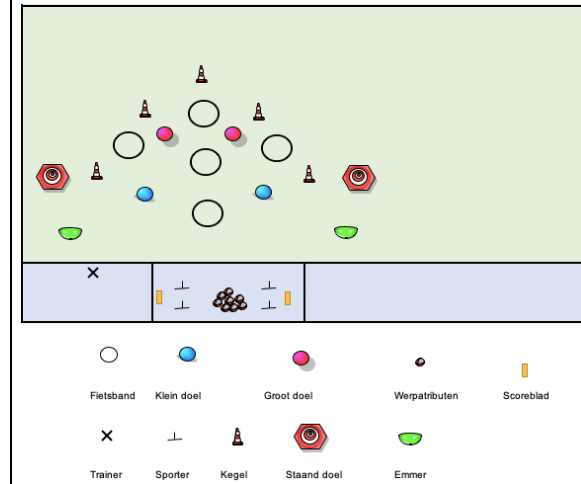 Fietsband Klein doel Groot doel Werpatributen Scoreblad
Trainer Sporter Kegel Staand doel Emmer